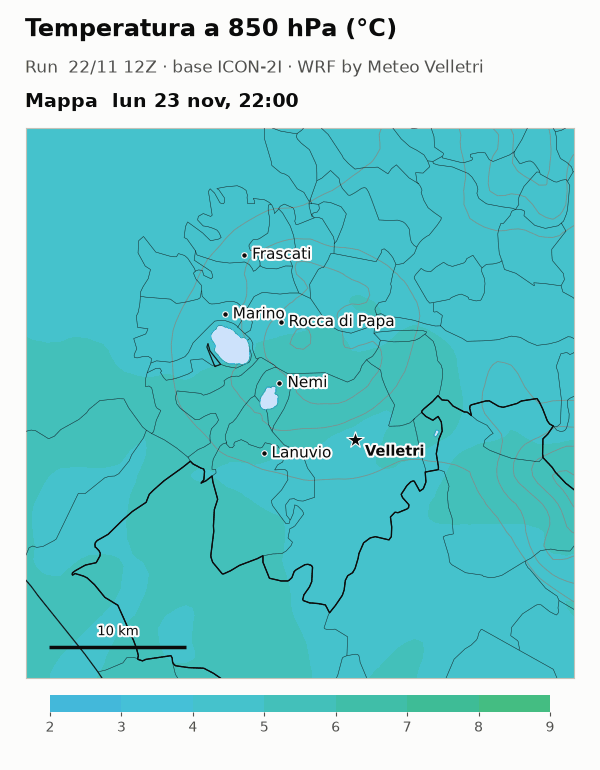 Temperatura a 850 hPa (°C)
Run  22/11 12Z · base ICON-2I · WRF by Meteo Velletri
Mappa  lun 23 nov, 22:00
Frascati
Marino
Rocca di Papa
Nemi
Velletri
Lanuvio
10 km
2 3 4 5 6 7 8 9